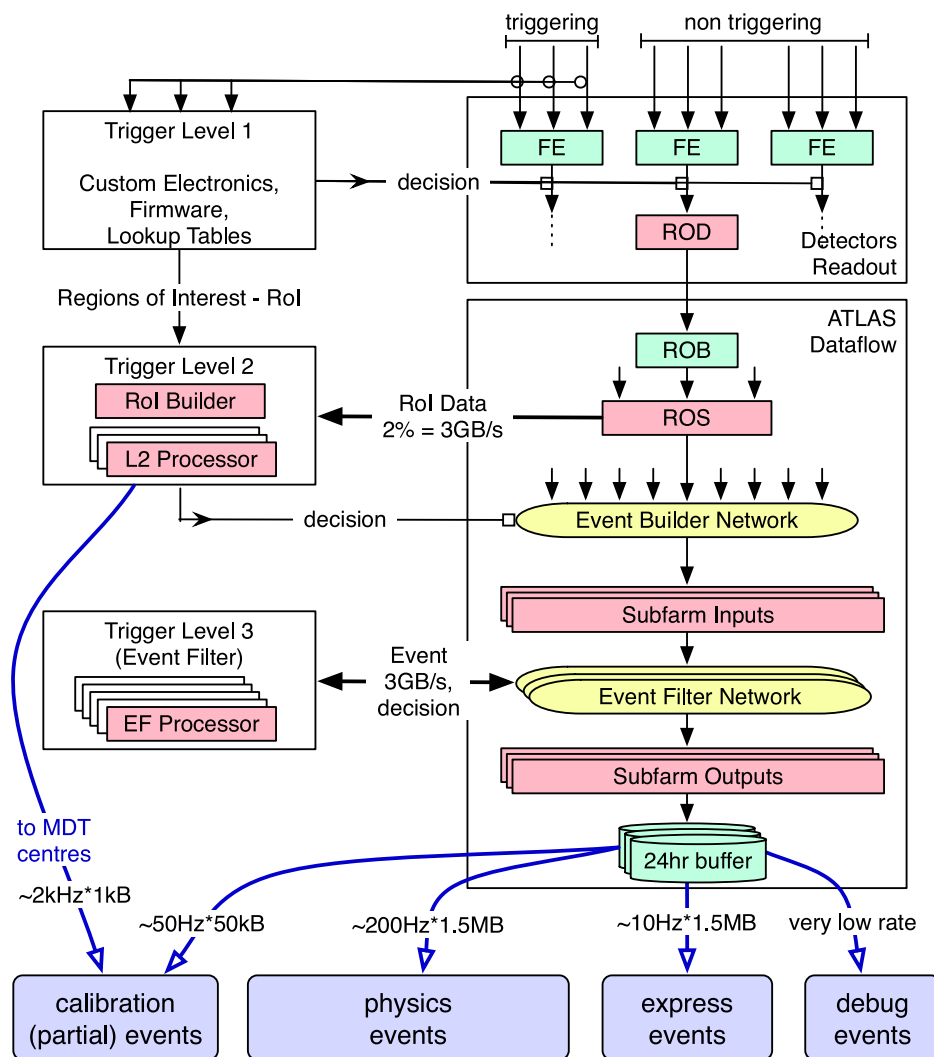 triggering
non triggering
Trigger Level 1
Custom Electronics,
Firmware,
Lookup Tables
decision
FE
FE
FE
ROD
Detectors
Readout
Regions of Interest - RoI
ATLAS
Dataflow
Trigger Level 2
RoI Builder
L2 Processor
RoI Data
2% = 3GB/s
ROB
ROS
decision
Event Builder Network
Subfarm Inputs
Trigger Level 3
(Event Filter)
EF Processor
Event
3GB/s,
decision
Event Filter Network
Subfarm Outputs
24hr buffer
to MDT
centres
~2kHz*1kB
~50Hz*50kB
~200Hz*1.5MB
~10Hz*1.5MB
very low rate
calibration
(partial) events
physics
events
express
events
debug
events